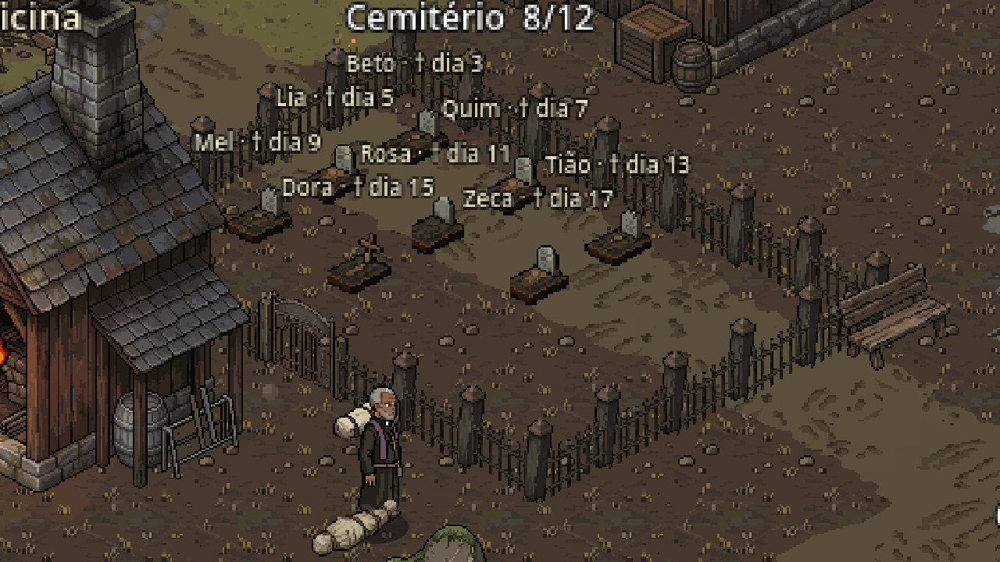 icina
Cemitério 8/12
Beto · † dia 3
Lia · † dia 5
Quim · † dia 7
Mel · † dia 9
Rosa · † dia 11
Tião · † dia 13
Dora · † dia 15
Zeca · † dia 17